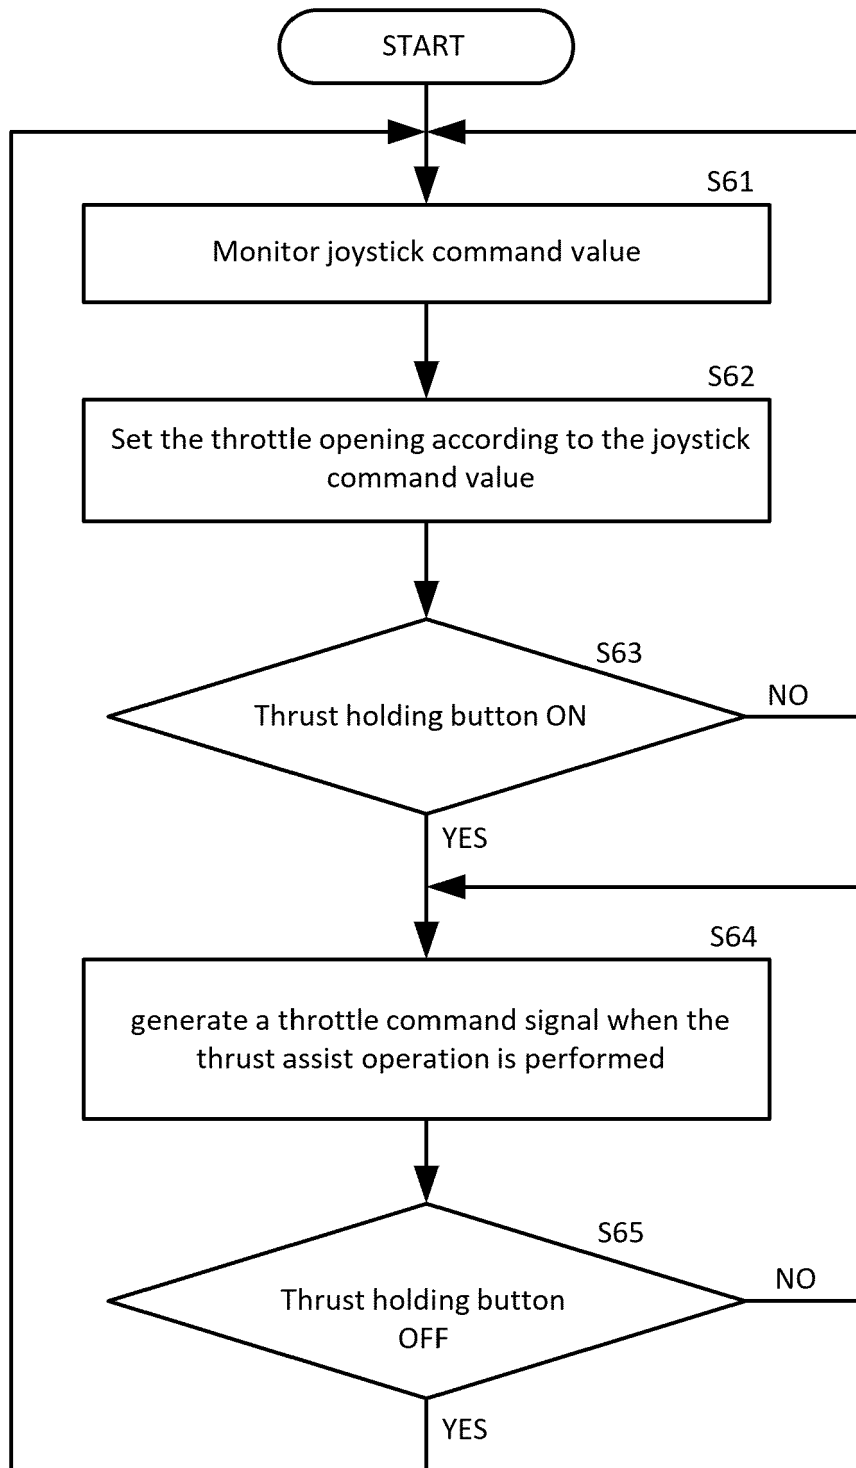 START
S61
Monitor joystick command value
S62
Set the throttle opening according to the joystick
command value
S63
Thrust holding button ON
NO
YES
S64
generate a throttle command signal when the
thrust assist operation is performed
S65
NO
Thrust holding button
OFF
YES